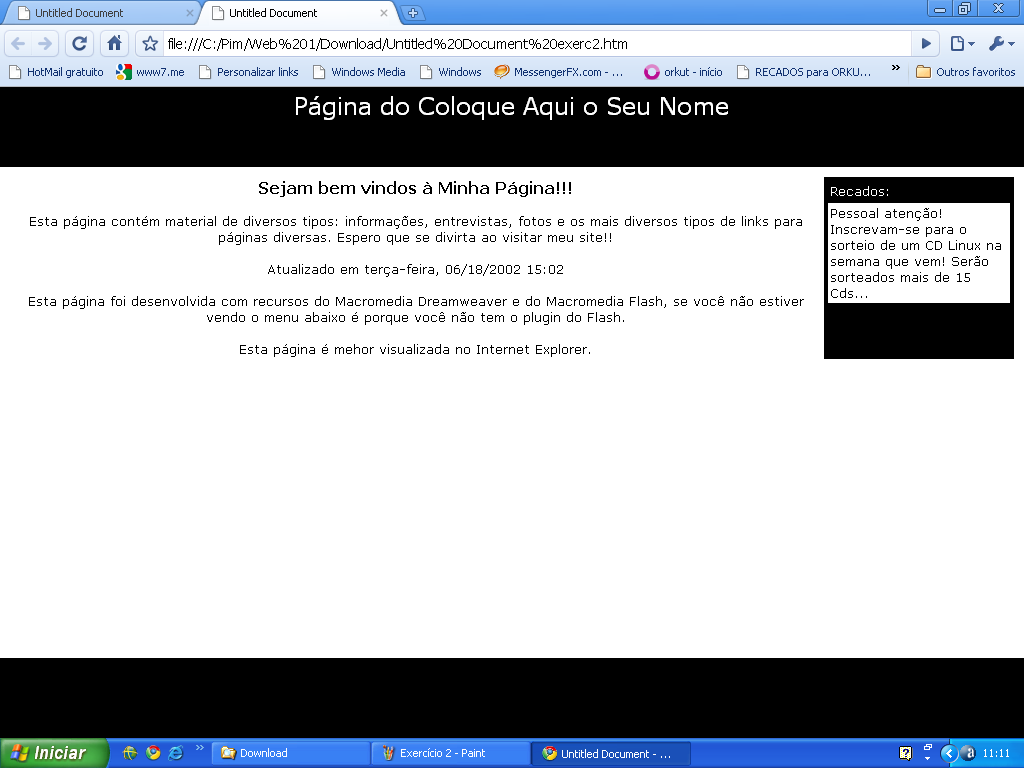 Untitled Document
Untitled Document
file:///C:/Pim/Web%201/Download/Untitled%20Document%20exerc2.htm
HotMail gratuito
www7.me
Personalizar links
Windows Media
Windows
MessengerFX.com - ...
orkut - início
RECADOS para ORKU...
»
Outros favoritos
Página do Coloque Aqui o Seu Nome
Sejam bem vindos à Minha Página!!!
Esta página contém material de diversos tipos: informações, entrevistas, fotos e os mais diversos tipos de links para
páginas diversas. Espero que se divirta ao visitar meu site!!
Atualizado em terça-feira, 06/18/2002 15:02
Esta página foi desenvolvida com recursos do Macromedia Dreamweaver e do Macromedia Flash, se você não estiver
vendo o menu abaixo é porque você não tem o plugin do Flash.
Esta página é mehor visualizada no Internet Explorer.
Recados:
Pessoal atenção!
Inscrevam-se para o
sorteio de um CD Linux na
semana que vem! Serão
sorteados mais de 15
Cds...
Iniciar
»
Download
Exercício 2 - Paint
Untitled Document - ...
11:11